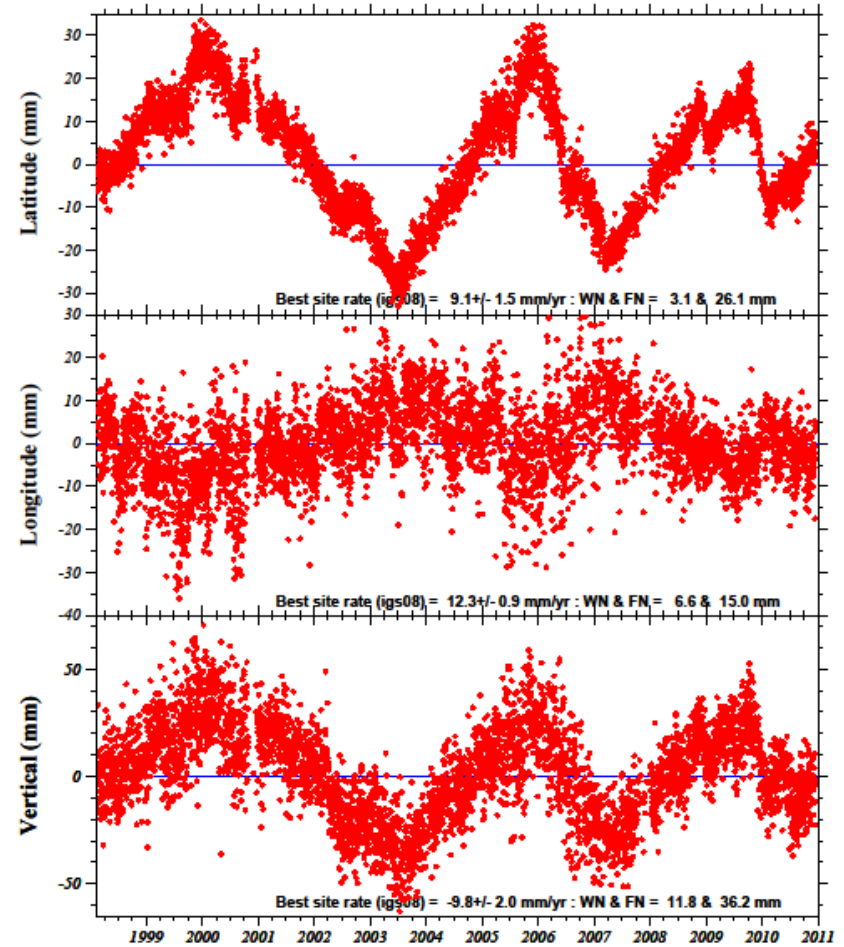 30
20
10
0
-10
-20
-30
Latitude (mm)
Best site rate (igs08) = 9.1+/- 1.5 mm/yr : WN & FN = 3.1 & 26.1 mm
30
20
10
0
-10
-20
-30
-40
Longitude (mm)
Best site rate (igs08) = 12.3+/- 0.9 mm/yr : WN & FN = 6.6 & 15.0 mm
50
0
-50
Vertical (mm)
Best site rate (igs08) = -9.8+/- 2.0 mm/yr : WN & FN = 11.8 & 36.2 mm
1999 2000 2001 2002 2003 2004 2005 2006 2007 2008 2009 2010 2011